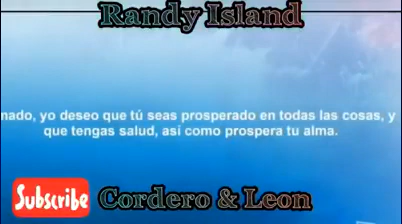 Randy Island
mado, yo deseo que tú seas prosperado en todas las cosas, y
que tengas salud, así como prospera tu alma.
Subscribe
Cordero & Leon